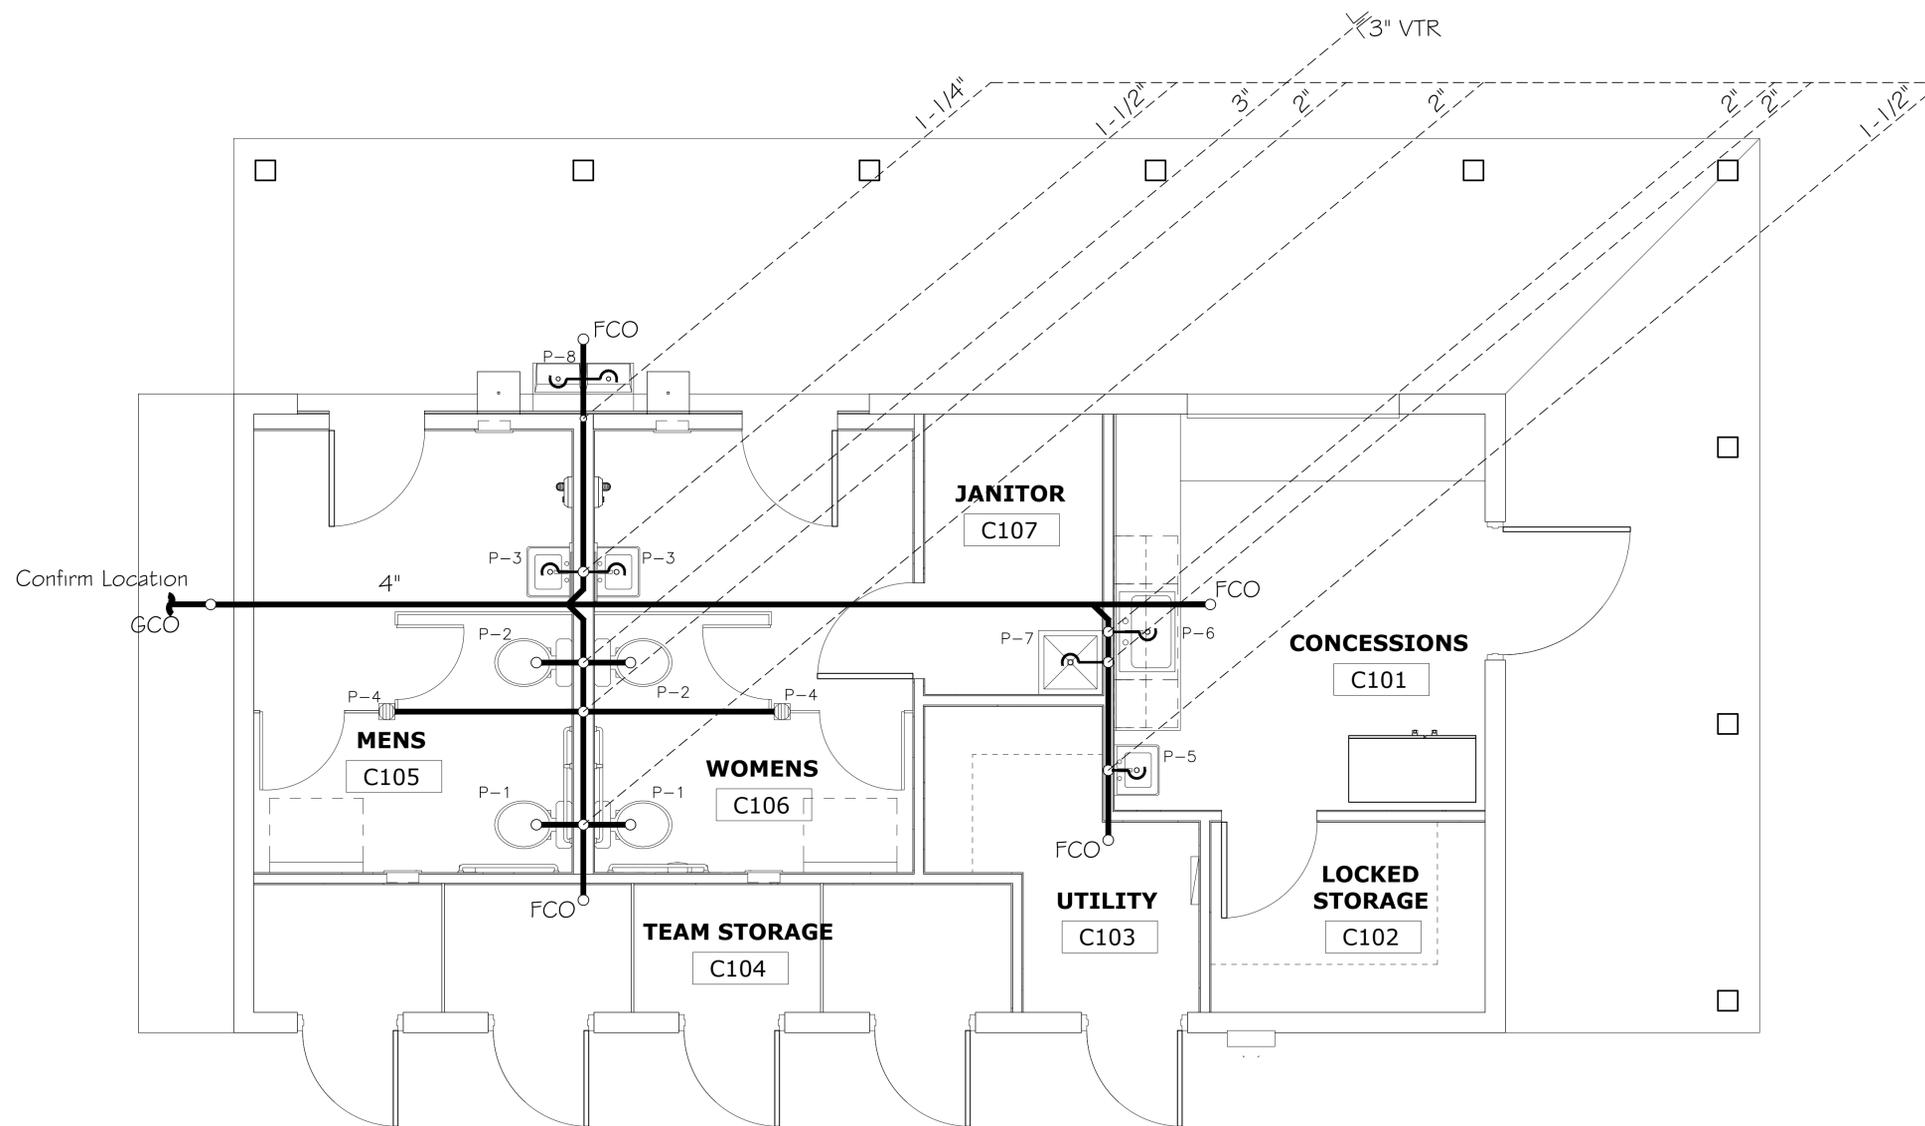 3" VTR
1-1/4"
1-1/2"
3"
2"
2"
2"
2"
1-1/2"
FCO
P-8
JANITOR
C107
P-3
P-3
Confirm Location
4"
GCO
FCO
P-2
P-7
P-6
CONCESSIONS
C101
P-4
P-2
P-4
MENS
C105
WOMENS
C106
P-5
P-1
P-1
FCO
LOCKED
STORAGE
C102
UTILITY
C103
FCO
TEAM STORAGE
C104